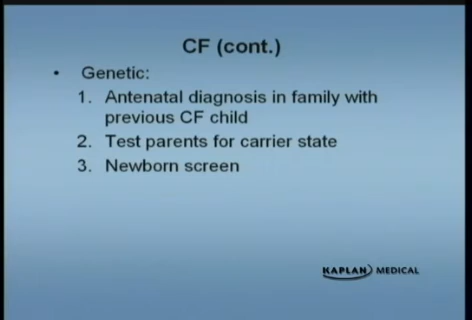 CF (cont.)
• Genetic:
1. Antenatal diagnosis in family with
previous CF child
2. Test parents for carrier state
3. Newborn screen
KAPLAN MEDICAL